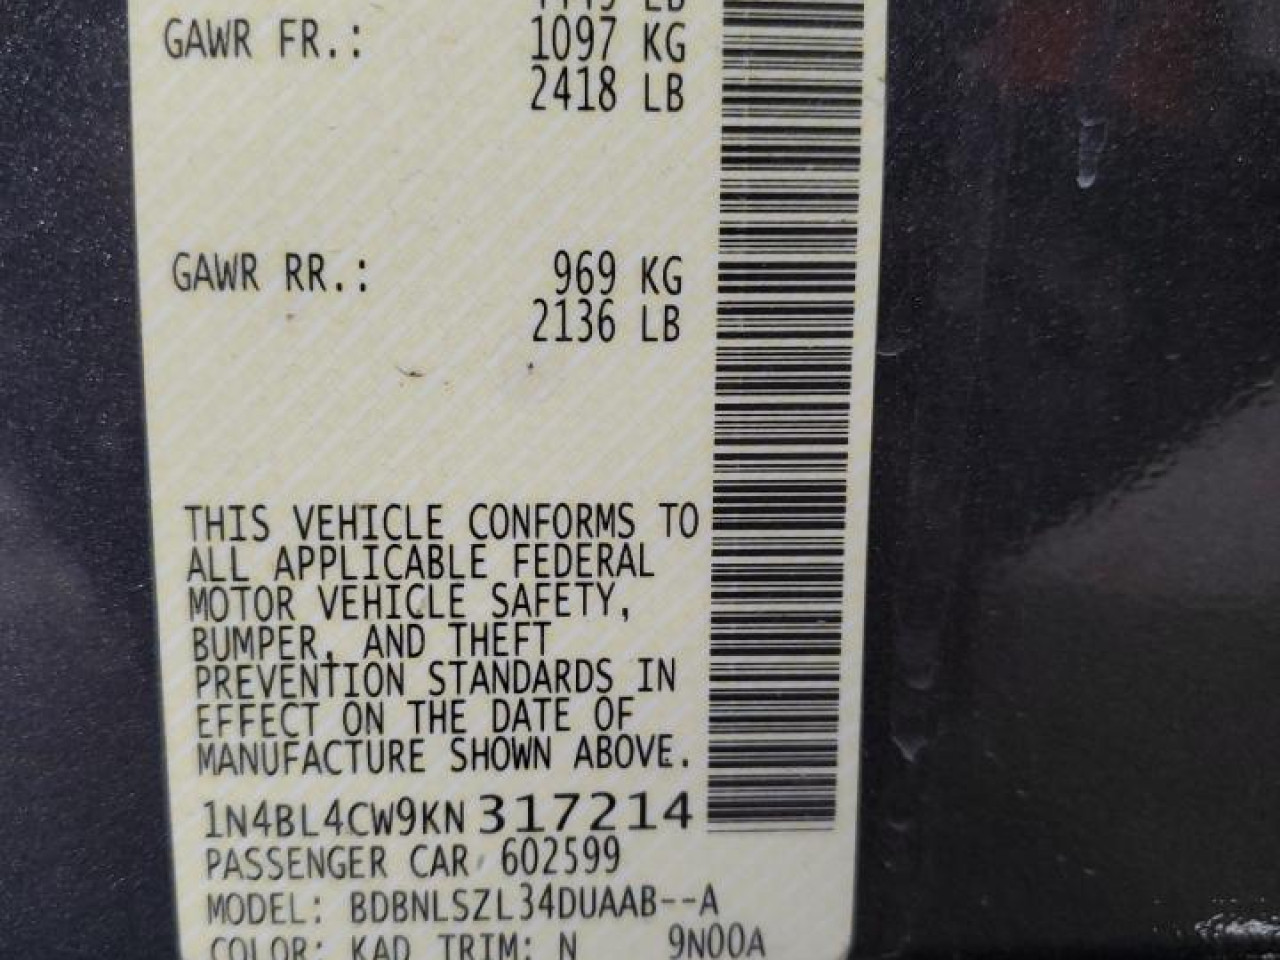 GAWR FR.: 1097 KG
2418 LB
GAWR RR.: 969 KG
2136 LB
THIS VEHICLE CONFORMS TO
ALL APPLICABLE FEDERAL
MOTOR VEHICLE SAFETY,
BUMPER, AND THEFT
PREVENTION STANDARDS IN
EFFECT ON THE DATE OF
MANUFACTURE SHOWN ABOVE.
1N4BL4CW9KN317214
PASSENGER CAR 602599
MODEL: BDBNLSZL34DUAAB--A
COLOR: KAD TRIM: N 9N00A